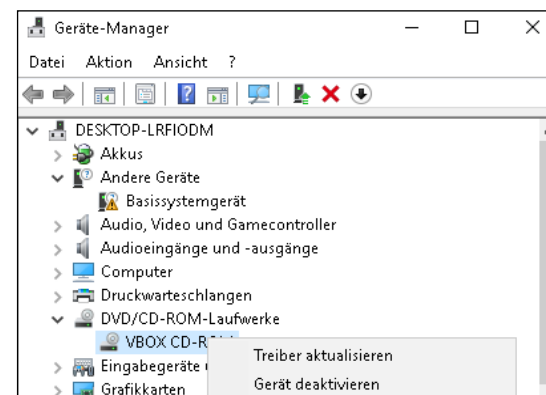 Geräte-Manager
Datei Aktion Ansicht ?
DESKTOP-LRFIODM
Akkus
Andere Geräte
Basissystemgerät
Audio, Video und Gamecontroller
Audioeingänge und -ausgänge
Computer
Druckwarteschlangen
DVD/CD-ROM-Laufwerke
VBOX
Treiber aktualisieren
Eingabegeräte
Gerät deaktivieren
Grafikkarten